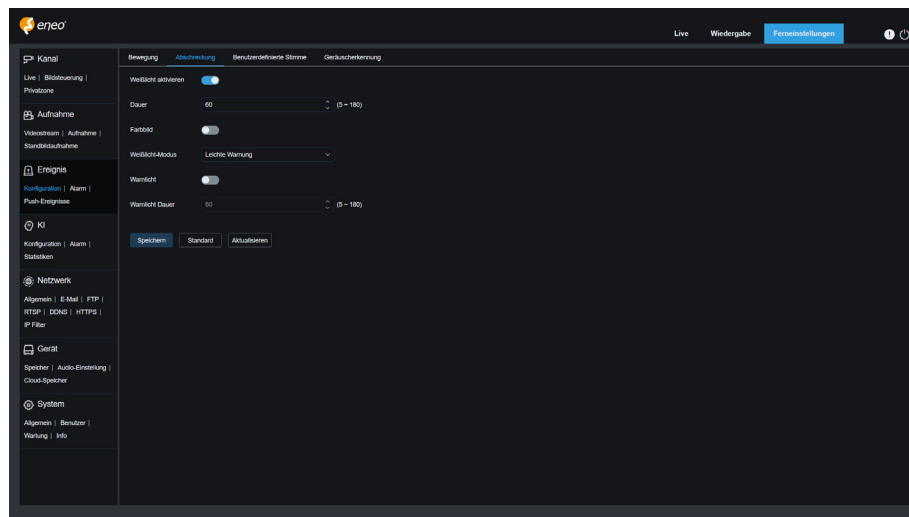 eneo
Live Wiedergabe Ferneinstellungen
Kanal
Live | Bildsteuerung |
Privatzone
Aufnahme
Videostream | Aufnahme |
Standbildaufnahme
Ereignis
Konfiguration | Alarm |
Push-Ereignisse
KI
Konfiguration | Alarm |
Statistiken
Netzwerk
Allgemein | E-Mail | FTP |
RTSP | DDNS | HTTPS |
IP Filter
Gerät
Speicher | Audio-Einstellung |
Cloud-Speicher
System
Allgemein | Benutzer |
Wartung | Info
Bewegung Abschreckung Benutzerdefinierte Stimme Geräuscherkennung
Weißlicht aktivieren
Dauer 60 (5 ~ 180)
Farbbild
Weißlicht-Modus Leichte Warnung
Warnlicht
Warnlicht Dauer 60 (5 ~ 180)
Speichern Standard Aktualisieren